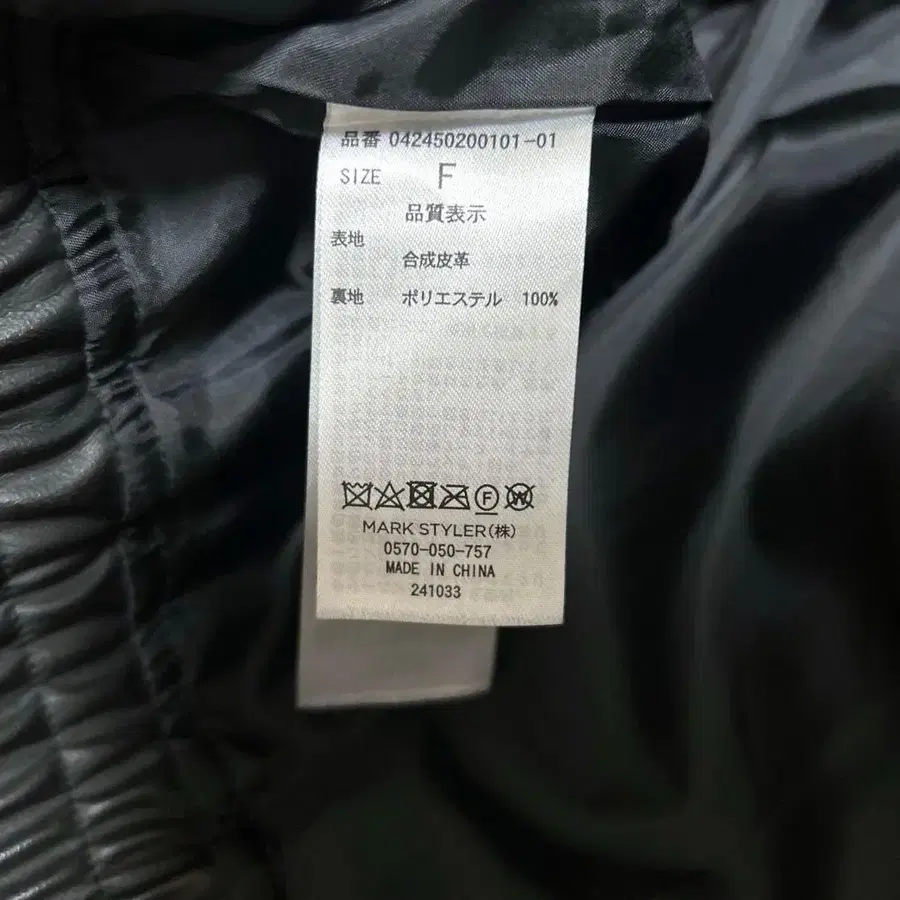 品番 042450200101-01
SIZE F
品質表示
表地
合成皮革
裏地 ポリエステル 100%
MARK STYLER(株)
0570-050-757
MADE IN CHINA
241033